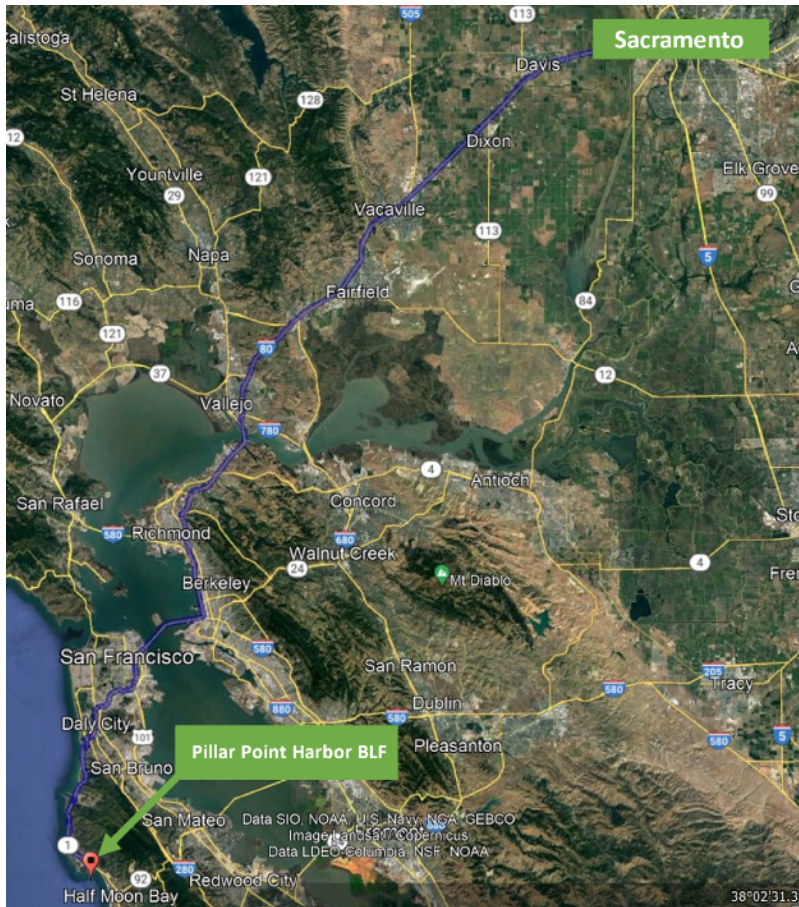 505
113
Sacramento
Calistoga
Davis
St Helena
128
12
Dixon
121
Yountville
Elk Grove
29
99
Vacaville
113
Napa
Sonoma
5
Fairfield
116
84
121
80
37
12
Novato
Vallejo
780
4
Antioch
San Rafael
Concord
580
Richmond
680
Walnut Creek
4
24
Berkeley
Mt Diablo
580
San Francisco
San Ramon
205
580
Tracy
880
Dublin
Daly City
580
5
101
580
Pillar Point Harbor BLF
Pleasanton
San Bruno
San Mateo
Data SIO, NOAA, U.S. Navy, NGA, GEBCO
Image Landsat / Copernicus
Data LDEO-Columbia, NSF, NOAA
1
280
92
Redwood City
Half Moon Bay
38°02'31.3